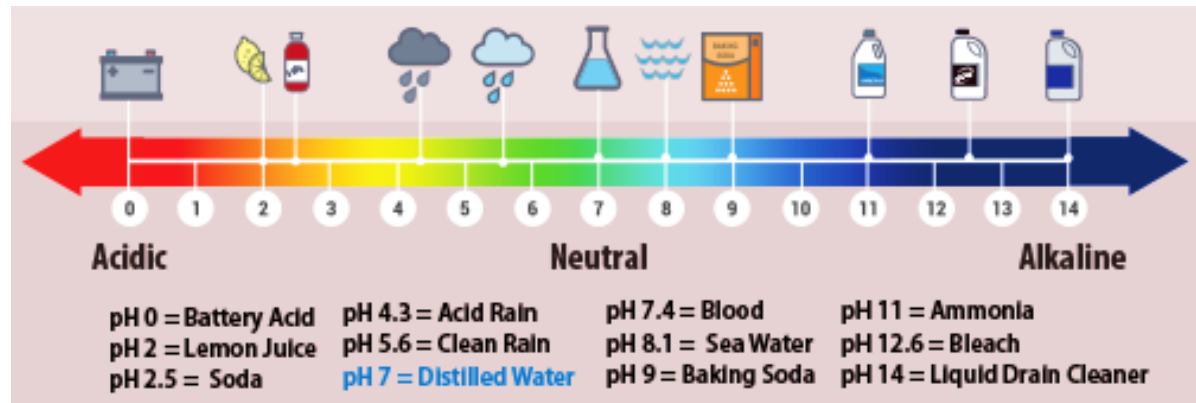 BAKING
SODA
0 1 2 3 4 5 6 7 8 9 10 11 12 13 14
Acidic Neutral Alkaline
pH 0 = Battery Acid
pH 2 = Lemon Juice
pH 2.5 = Soda
pH 4.3 = Acid Rain
pH 5.6 = Clean Rain
pH 7 = Distilled Water
pH 7.4 = Blood
pH 8.1 = Sea Water
pH 9 = Baking Soda
pH 11 = Ammonia
pH 12.6 = Bleach
pH 14 = Liquid Drain Cleaner